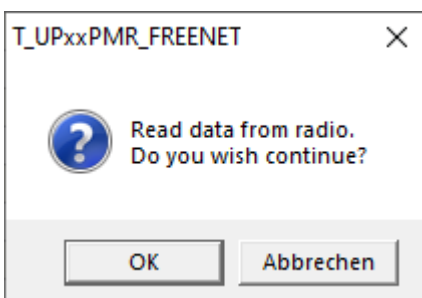 T_UPxxPMR_FREENET
Read data from radio.
Do you wish continue?
OK
Abbrechen